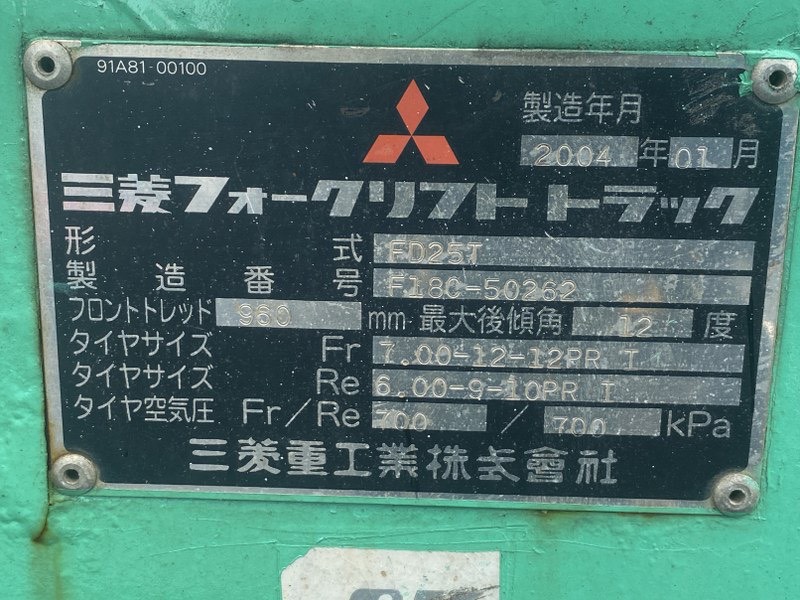 91A81-00100
製造年月
2004 年 01 月
三菱フォークリフト トラック
形式 FD25T
製造番号 F18C-50262
フロントトレッド 960 mm 最大後傾角 12 度
タイヤサイズ Fr 7.00-12-12PR I
タイヤサイズ Re 6.00-9-10PR I
タイヤ空気圧 Fr/Re 700 / 700 kPa
三菱重工業株式會社